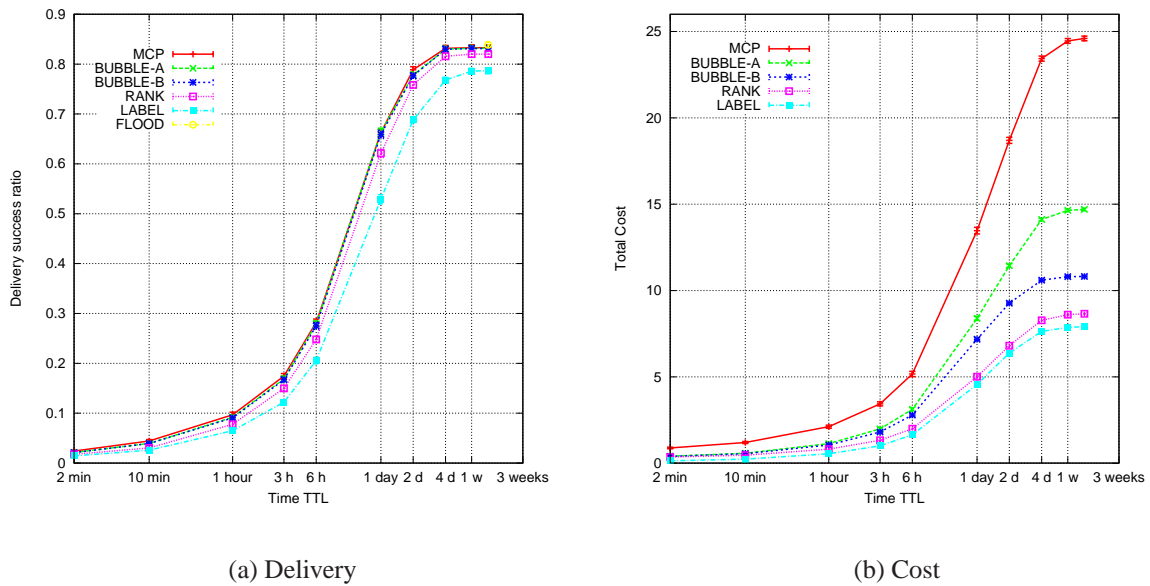 0.9
0.8
0.7
0.6
0.5
0.4
0.3
0.2
0.1
0
Delivery success ratio
MCP
BUBBLE-A
BUBBLE-B
RANK
LABEL
FLOOD
2 min 10 min 1 hour 3 h 6 h 1 day 2 d 4 d 1 w 3 weeks
Time TTL
(a) Delivery
25
20
15
10
5
0
Total Cost
MCP
BUBBLE-A
BUBBLE-B
RANK
LABEL
2 min 10 min 1 hour 3 h 6 h 1 day 2 d 4 d 1 w 3 weeks
Time TTL
(b) Cost